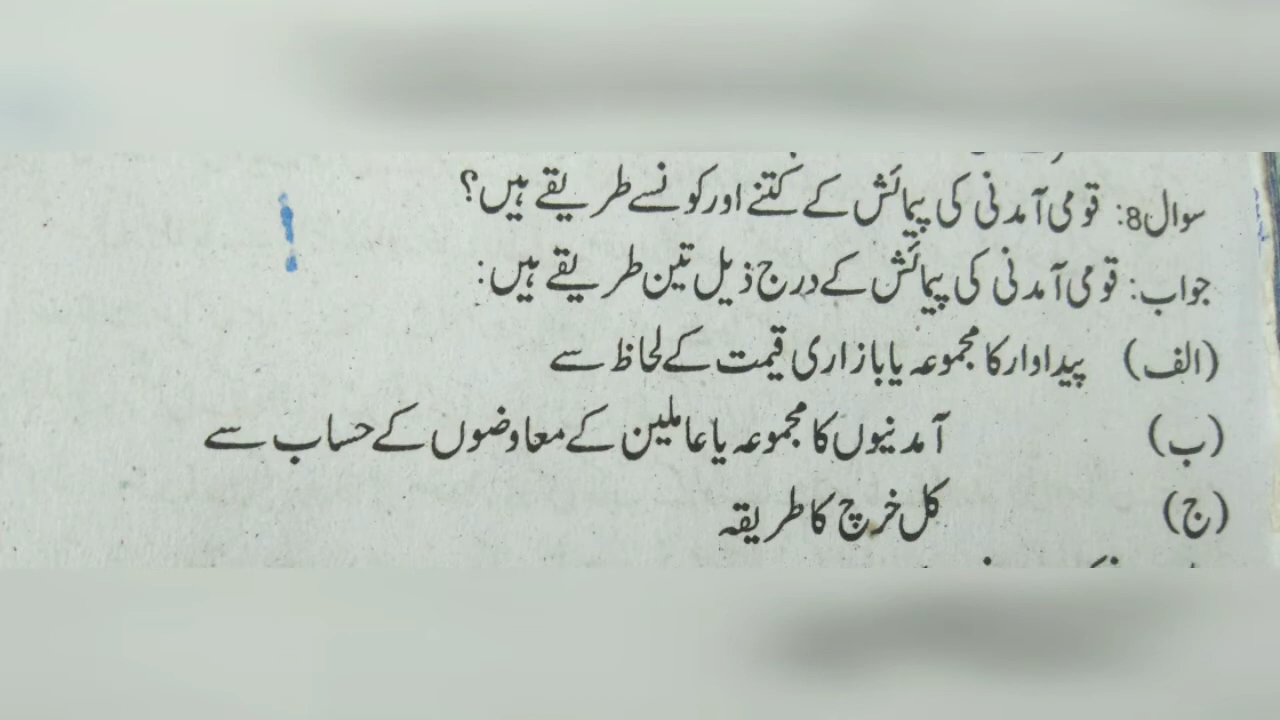 سوال8: قومی آمدنی کی پیمائش کے کتنے اور کونسے طریقے ہیں؟
جواب: قومی آمدنی کی پیمائش کے درج ذیل تین طریقے ہیں:
(الف) پیداوار کا مجموعہ یا بازاری قیمت کے لحاظ سے
(ب) آمدنیوں کا مجموعہ یا عاملین کے معاوضوں کے حساب سے
(ج) کل خرچ کا طریقہ